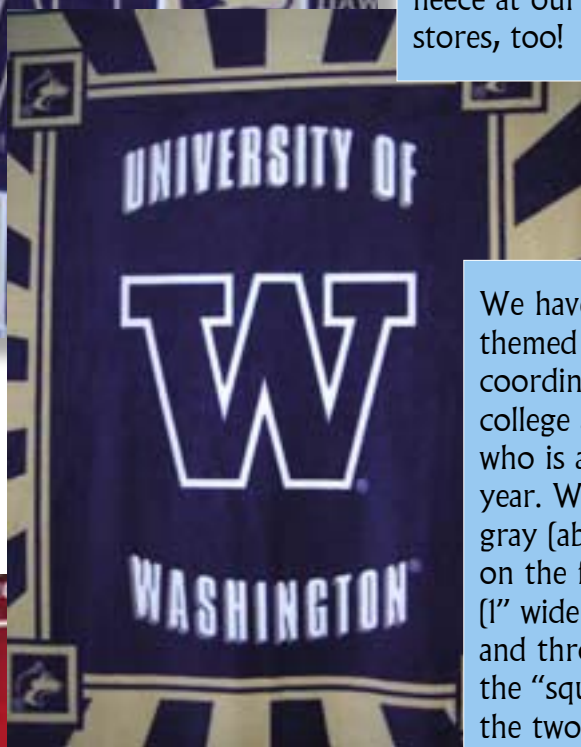 UNIVERSITY OF
W
WASHINGTON
fleece at our
stores, too!
We have
themed
coordin
college
who is a
year. W
gray (ab
on the f
(1” wide
and thro
the “squ
the two